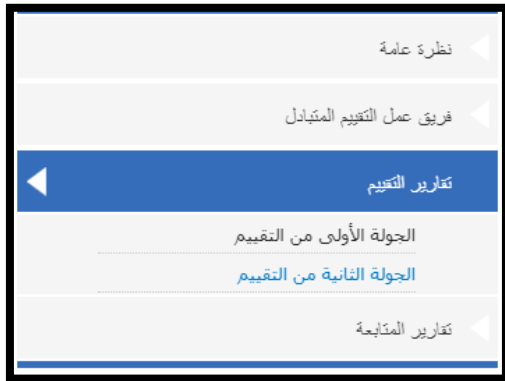 نظرة عامة
فريق عمل التقييم المتبادل
تقارير التقييم
الجولة الأولى من التقييم
الجولة الثانية من التقييم
تقارير المتابعة